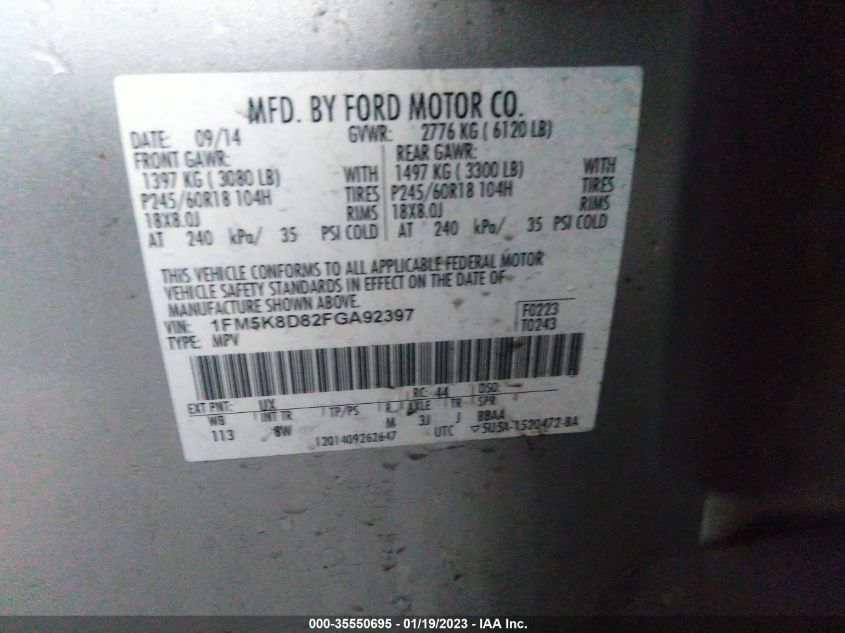 MFD. BY FORD MOTOR CO.
DATE: 09/14 GVWR: 2776 KG ( 6120 LB)
FRONT GAWR: REAR GAWR:
1397 KG ( 3080 LB) WITH 1497 KG ( 3300 LB) WITH
P245/60R18 104H TIRES P245/60R18 104H TIRES
18X8.0J RIMS 18X8.0J RIMS
AT 240 kPa/ 35 PSI COLD AT 240 kPa/ 35 PSI COLD
THIS VEHICLE CONFORMS TO ALL APPLICABLE FEDERAL MOTOR
VEHICLE SAFETY STANDARDS IN EFFECT ON THE DATE OF
MANUFACTURE SHOWN ABOVE.
VIN: 1FM5K8D82FGA92397 F0223
TYPE: MPV T0243
EXT PNT: UX RC: 44 DSO:
WB INT TR TP/PS R AXLE TR SPR
113 8W M 3J J BBAA
1201409262647 UTC ▽5U5A-1520472-BA
000-35550695 - 01/19/2023 - IAA Inc.